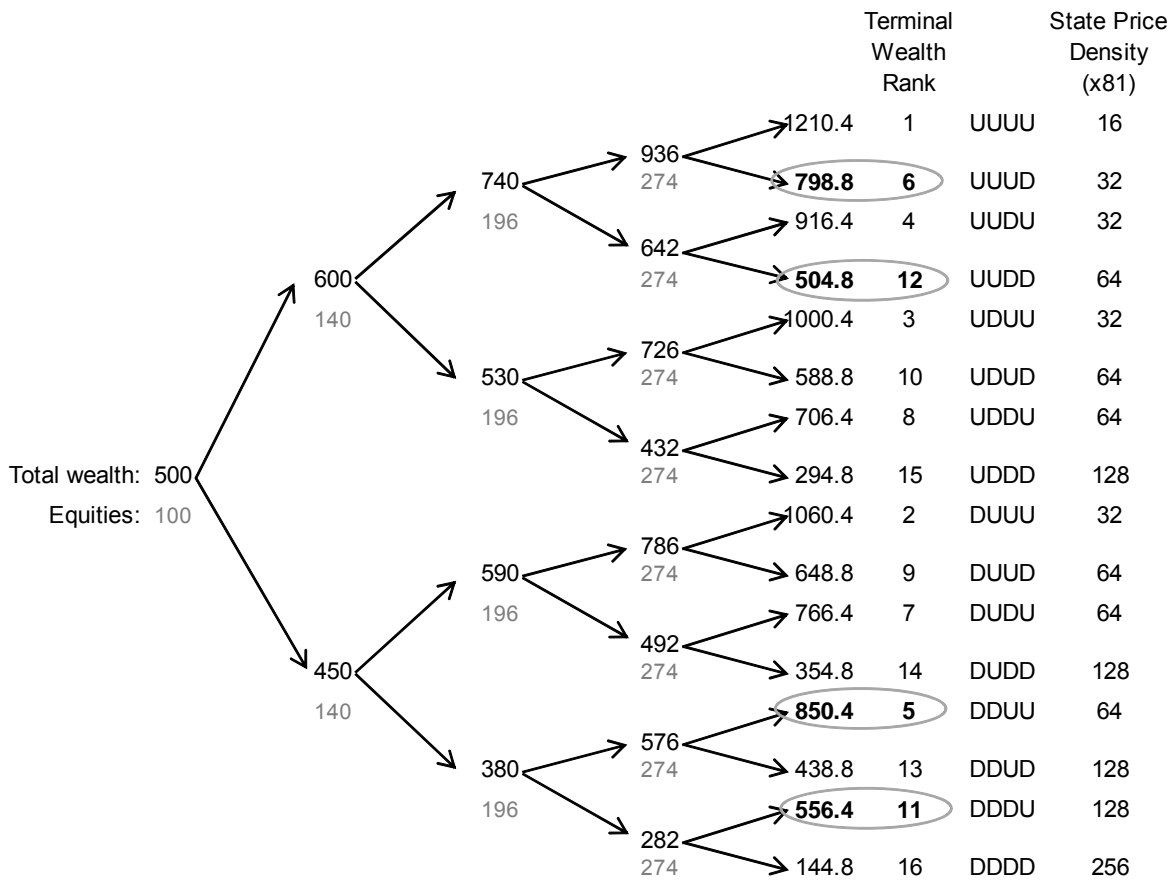 Terminal Wealth Rank
State Price Density (x81)
1210.4 1 UUUU 16
936
274
740
798.8 6 UUUD 32
196
916.4 4 UUDU 32
642
600
274
504.8 12 UUDD 64
140
1000.4 3 UDUU 32
726
530
274
588.8 10 UDUD 64
196
706.4 8 UDDU 64
432
Total wealth: 500
274
294.8 15 UDDD 128
Equities: 100
1060.4 2 DUUU 32
786
590
274
648.8 9 DUUD 64
196
766.4 7 DUDU 64
492
450
274
354.8 14 DUDD 128
140
850.4 5 DDUU 64
576
380
274
438.8 13 DDUD 128
196
556.4 11 DDDU 128
282
274
144.8 16 DDDD 256